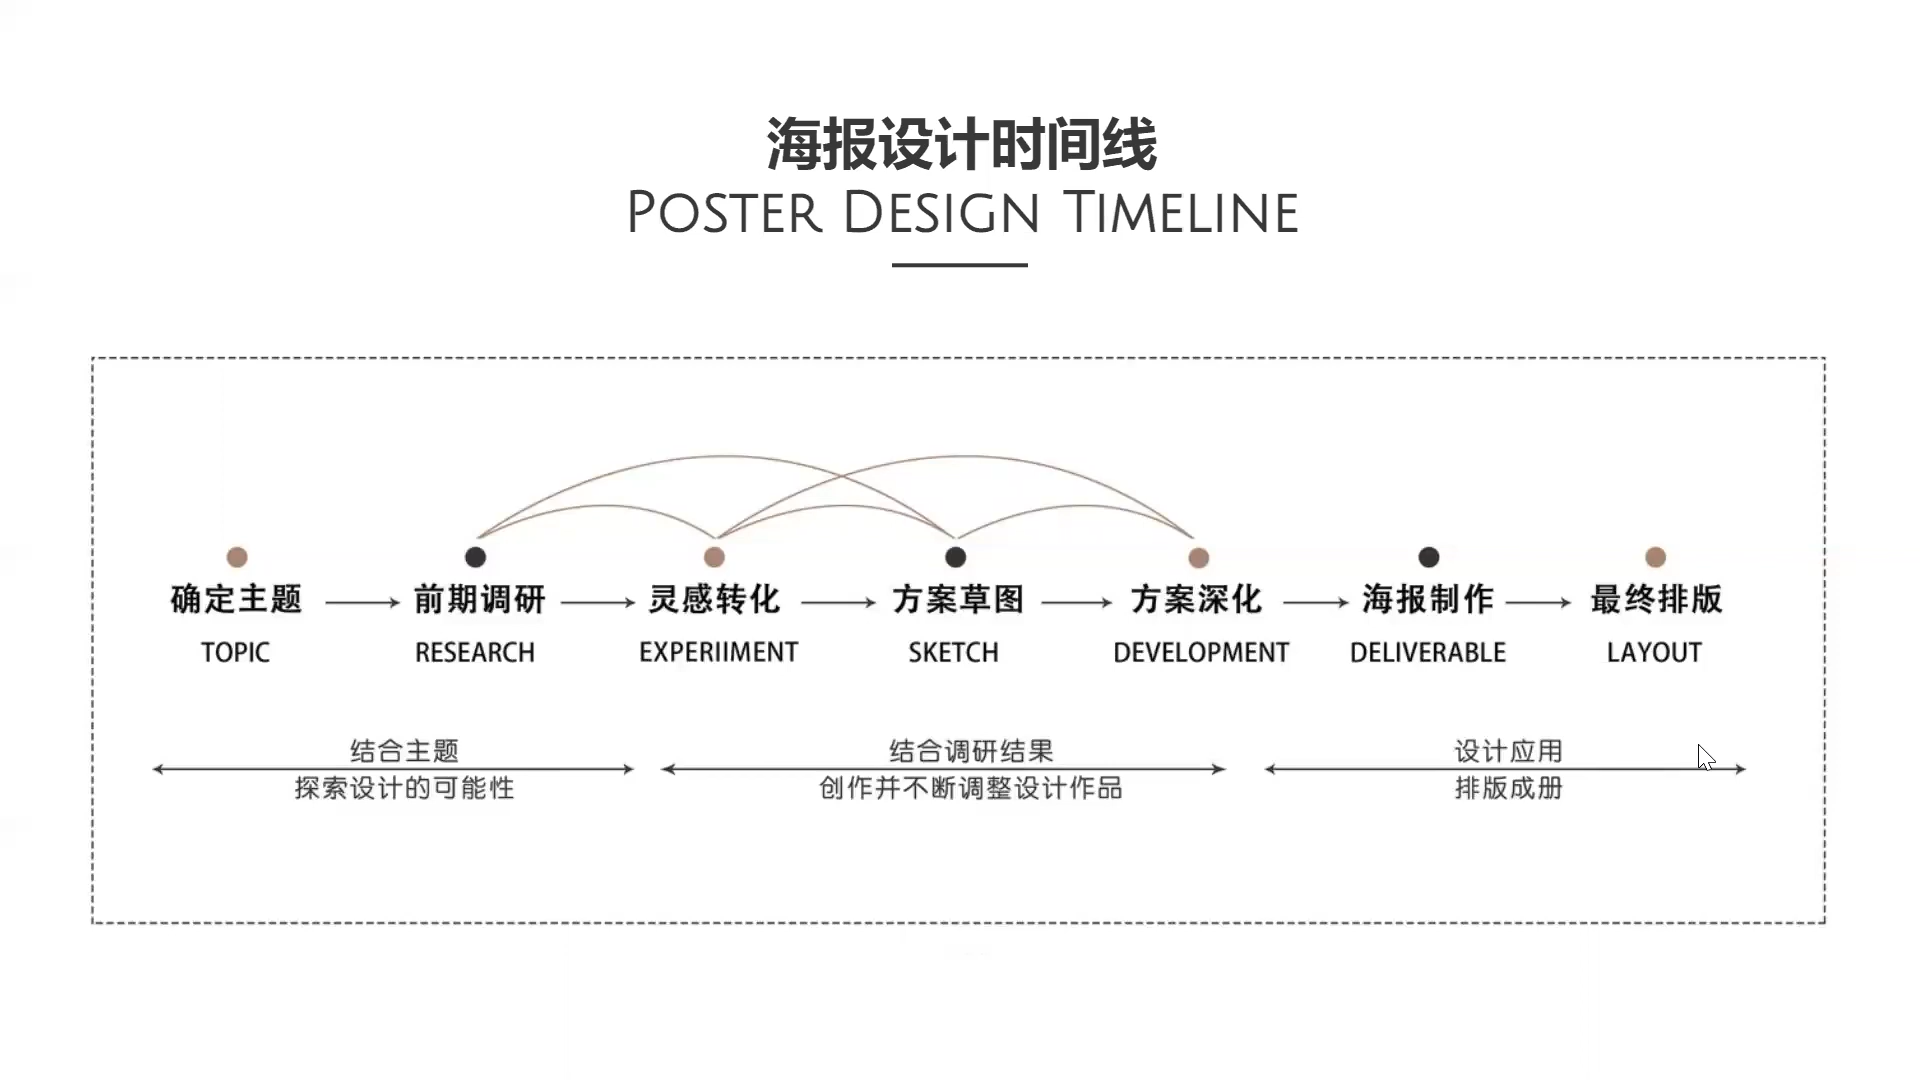 海报设计时间线
POSTER DESIGN TIMELINE
确定主题 前期调研 灵感转化 方案草图 方案深化 海报制作 最终排版
TOPIC RESEARCH EXPERIIMENT SKETCH DEVELOPMENT DELIVERABLE LAYOUT
结合主题 结合调研结果 设计应用
探索设计的可能性 创作并不断调整设计作品 排版成册